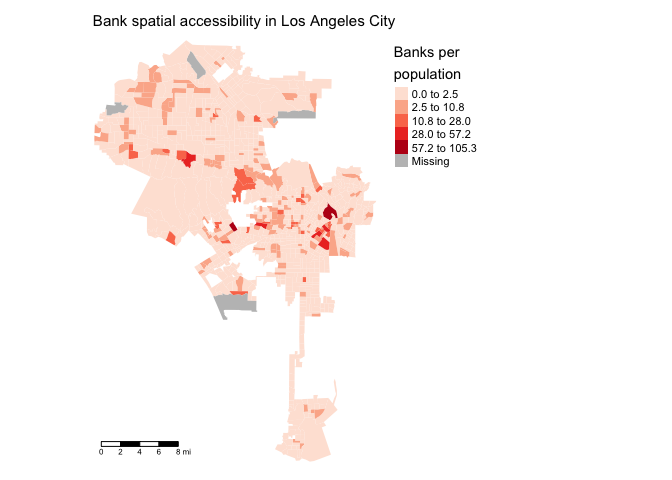 Bank spatial accessibility in Los Angeles City
Banks per
population
0.0 to 2.5
2.5 to 10.8
10.8 to 28.0
28.0 to 57.2
57.2 to 105.3
Missing
0 2 4 6 8 mi